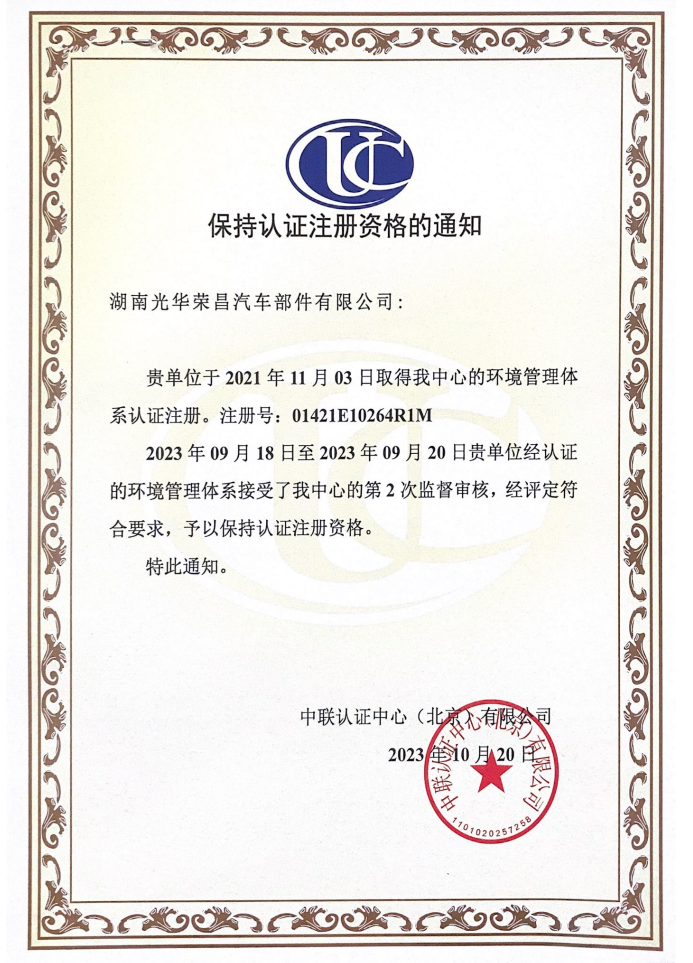 UCC
保持认证注册资格的通知
湖南光华荣昌汽车部件有限公司：
贵单位于 2021 年 11 月 03 日取得我中心的环境管理体
系认证注册。注册号：01421E10264R1M
2023 年 09 月 18 日至 2023 年 09 月 20 日贵单位经认证
的环境管理体系接受了我中心的第 2 次监督审核，经评定符
合要求，予以保持认证注册资格。
特此通知。
中联认证中心（北京）有限公司
2023 年 10 月 20 日
中联认证中心（北京）有限公司
1101020257258